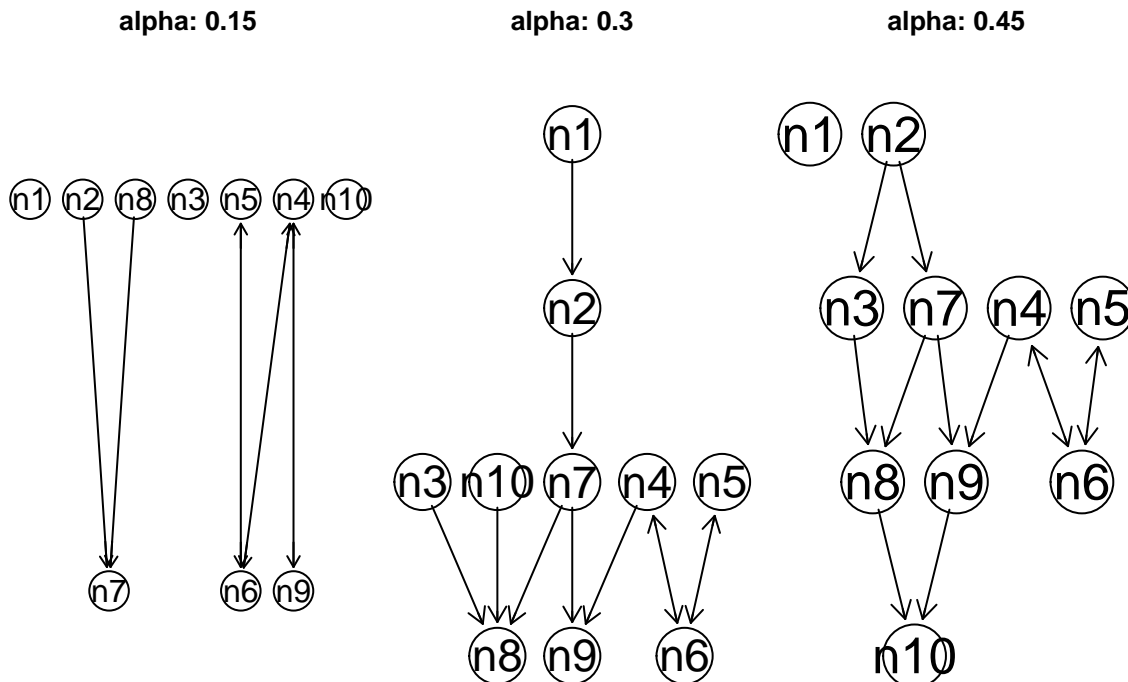 alpha: 0.15
n1 n2 n8 n3 n5 n4 n10
n7 n6 n9
alpha: 0.3
n1
n2
n3 n10 n7 n4 n5
n8 n9 n6
alpha: 0.45
n1 n2
n3 n7 n4 n5
n8 n9 n6
n10